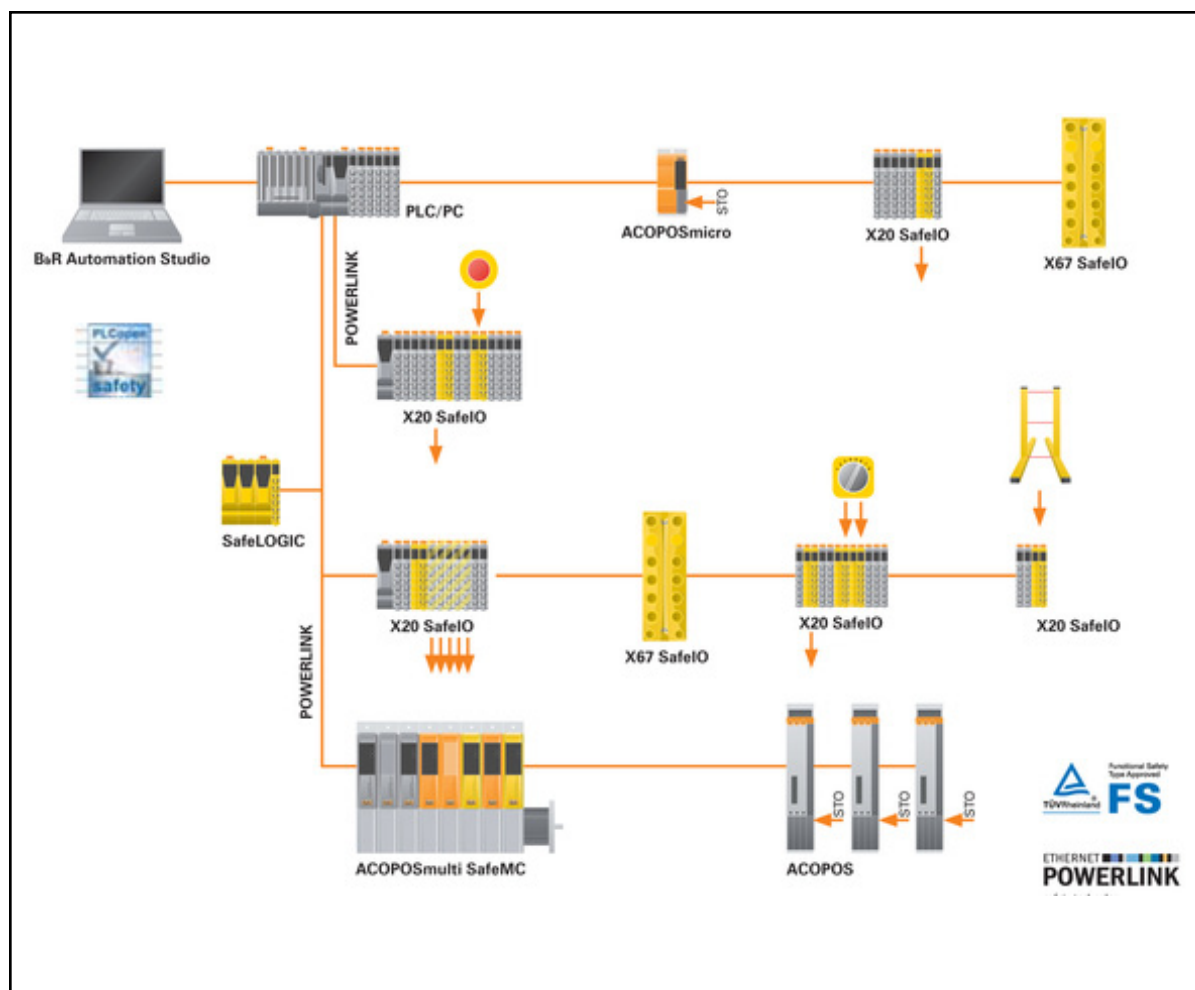 PLC/PC
STO
ACOPOSmicro
X20 SafeIO
B&R Automation Studio
X67 SafeIO
POWERLINK
PLCopen
safety
X20 SafeIO
SafeLOGIC
X20 SafeIO
X67 SafeIO
X20 SafeIO
X20 SafeIO
POWERLINK
STO
STO
STO
ACOPOSmulti SafeMC
ACOPOS
TÜVRheinland®
Functional Safety
Type Approved
FS
ETHERNET
POWERLINK